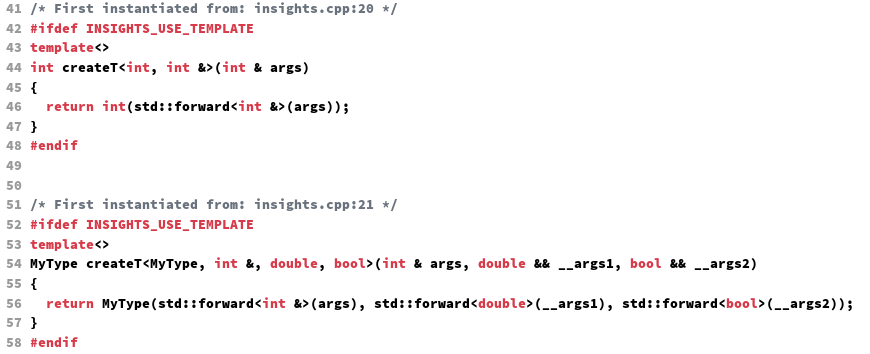 41 /* First instantiated from: insights.cpp:20 */
42 #ifdef INSIGHTS_USE_TEMPLATE
43 template<>
44 int createT<int, int &>(int & args)
45 {
46   return int(std::forward<int &>(args));
47 }
48 #endif
49
50
51 /* First instantiated from: insights.cpp:21 */
52 #ifdef INSIGHTS_USE_TEMPLATE
53 template<>
54 MyType createT<MyType, int &, double, bool>(int & args, double && __args1, bool && __args2)
55 {
56   return MyType(std::forward<int &>(args), std::forward<double>(__args1), std::forward<bool>(__args2));
57 }
58 #endif